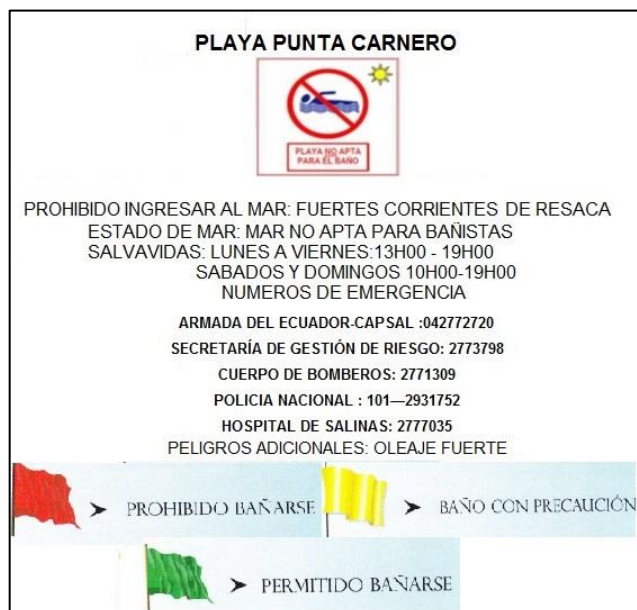 PLAYA PUNTA CARNERO
PLAYA NO APTA
PARA EL BAÑO
PROHIBIDO INGRESAR AL MAR: FUERTES CORRIENTES DE RESACA
ESTADO DE MAR: MAR NO APTA PARA BAÑISTAS
SALVAVIDAS: LUNES A VIERNES:13H00 - 19H00
SABADOS Y DOMINGOS 10H00-19H00
NUMEROS DE EMERGENCIA
ARMADA DEL ECUADOR-CAPSAL :042772720
SECRETARÍA DE GESTIÓN DE RIESGO: 2773798
CUERPO DE BOMBEROS: 2771309
POLICIA NACIONAL : 101—2931752
HOSPITAL DE SALINAS: 2777035
PELIGROS ADICIONALES: OLEAJE FUERTE
➤ PROHIBIDO BAÑARSE ➤ BAÑO CON PRECAUCIÓN
➤ PERMITIDO BAÑARSE